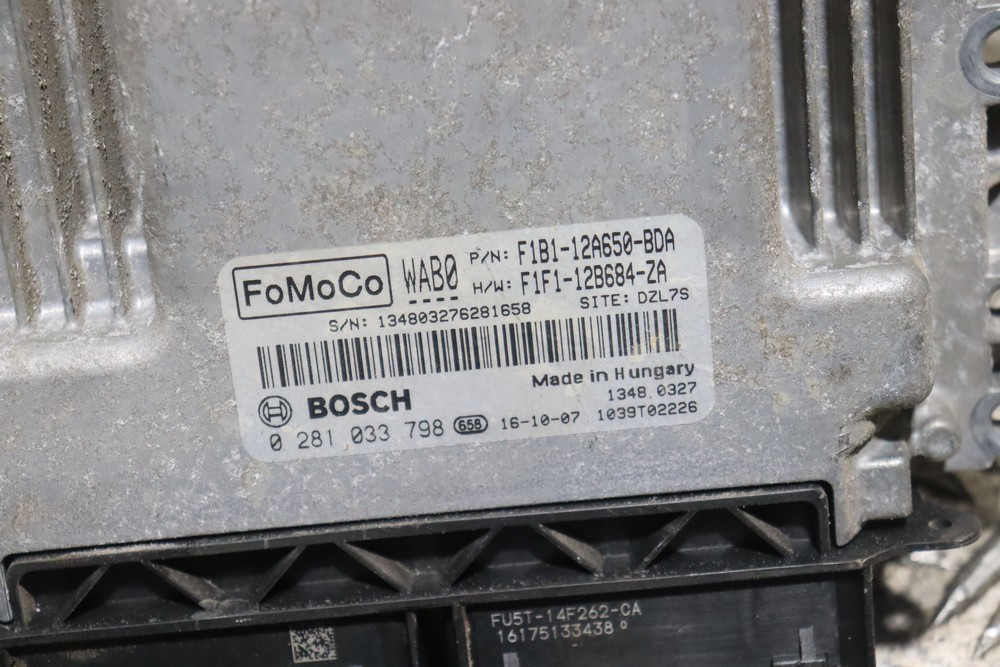 FoMoCo WAB0 P/N: F1B1-12A650-BDA
H/W: F1F1-12B684-ZA
S/N: 134803276281658 SITE: DZL7S
Made in Hungary
BOSCH 1348.0327
0 281 033 798 658 16-10-07 1039T02226
FU5T-14F262-CA
16175133438